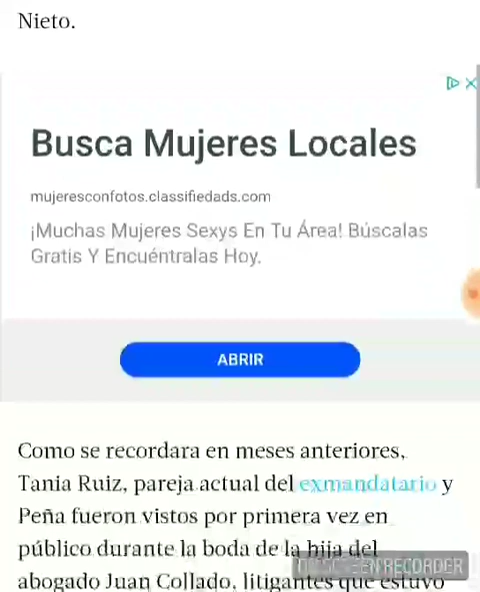 Nieto.
Busca Mujeres Locales
mujeresconfotos.classifiedads.com
¡Muchas Mujeres Sexys En Tu Área! Búscalas
Gratis Y Encuéntralas Hoy.
ABRIR
Como se recordara en meses anteriores,
Tania Ruiz, pareja actual del exmandatario y
Peña fueron vistos por primera vez en
público durante la boda de la hija del
abogado Juan Collado, litigantes que estuvo
SCREEN RECORDER